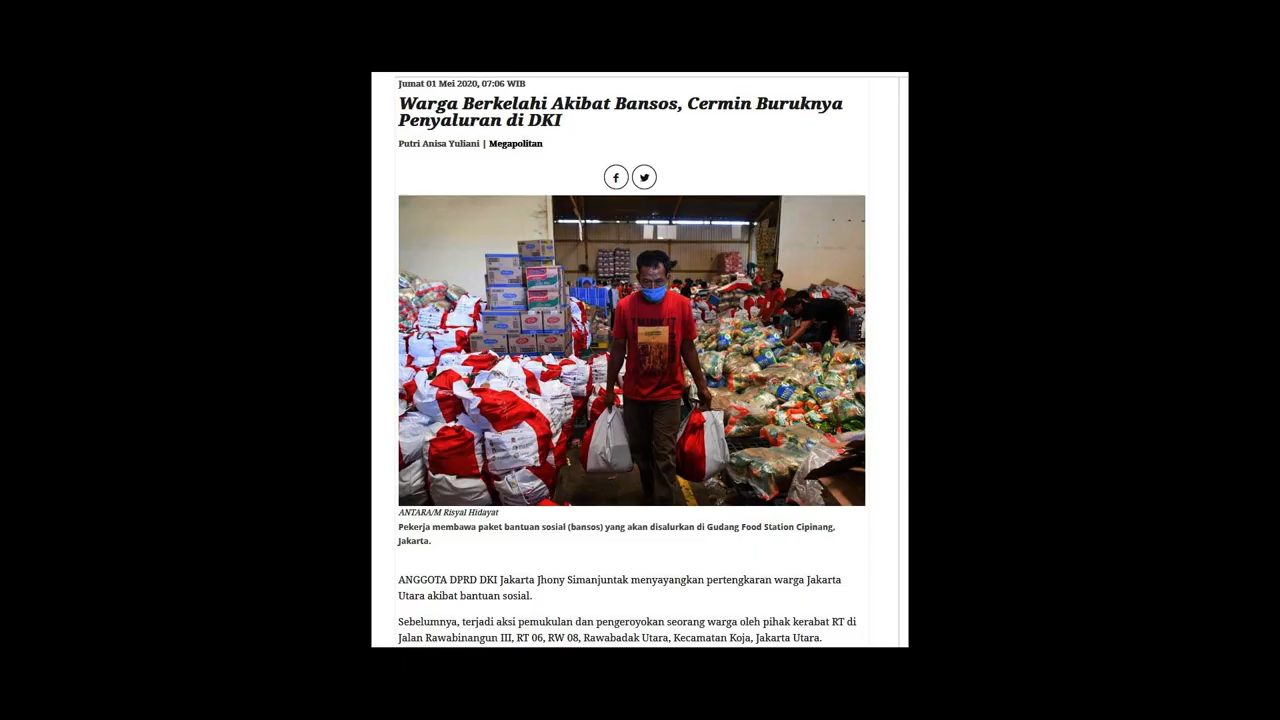 Jumat 01 Mei 2020, 07:06 WIB
Warga Berkelahi Akibat Bansos, Cermin Buruknya
Penyaluran di DKI
Putri Anisa Yuliani | Megapolitan
ANTARA/M Risyal Hidayat
Pekerja membawa paket bantuan sosial (bansos) yang akan disalurkan di Gudang Food Station Cipinang,
Jakarta.
ANGGOTA DPRD DKI Jakarta Jhony Simanjuntak menyayangkan pertengkaran warga Jakarta
Utara akibat bantuan sosial.
Sebelumnya, terjadi aksi pemukulan dan pengeroyokan seorang warga oleh pihak kerabat RT di
Jalan Rawabinangun III, RT 06, RW 08, Rawabadak Utara, Kecamatan Koja, Jakarta Utara.